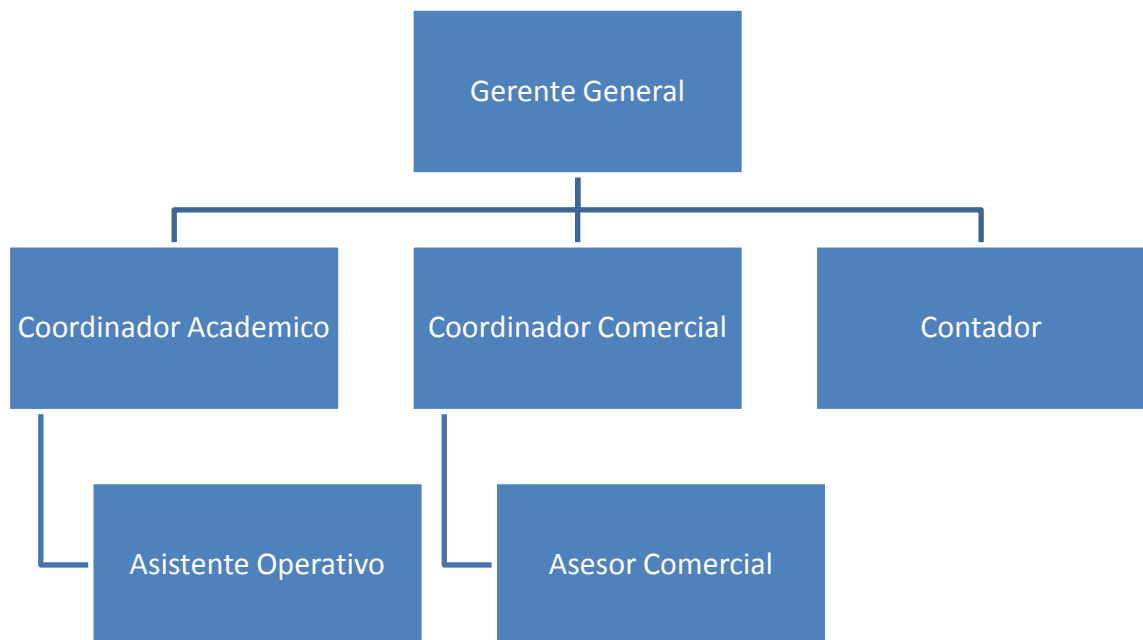 Gerente General
Coordinador Academico
Coordinador Comercial
Contador
Asistente Operativo
Asesor Comercial